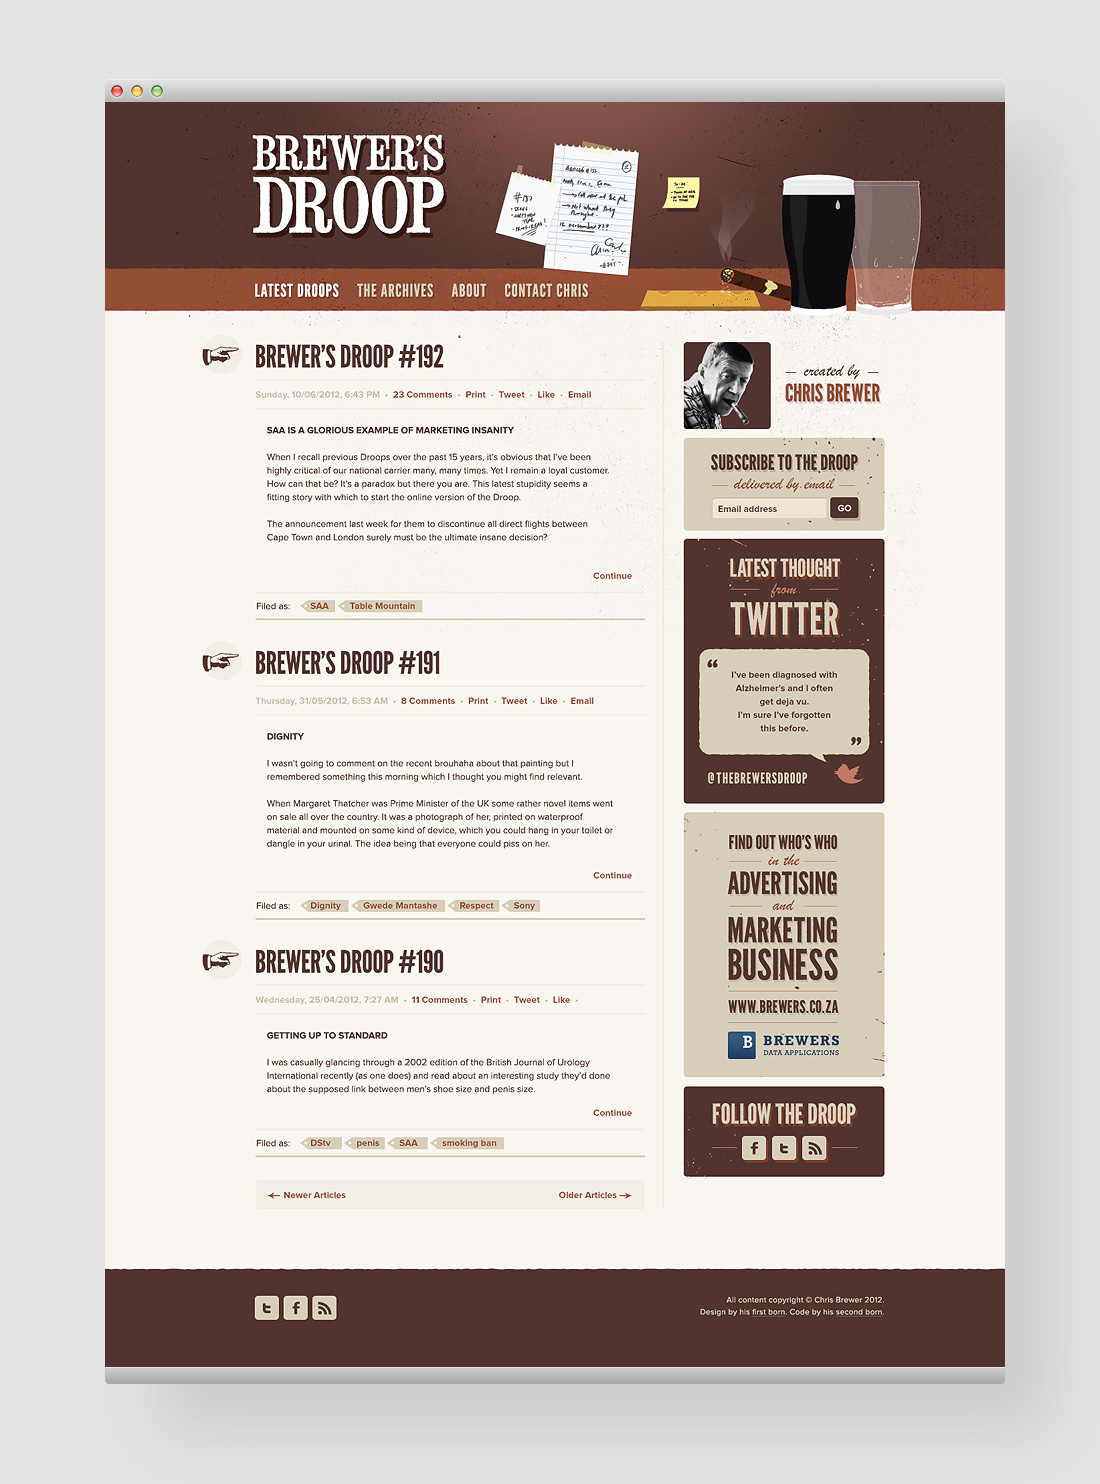 BREWER'S
DROOP
#187
ARTICLE #192.
TO-DO:
LATEST DROOPS THE ARCHIVES ABOUT CONTACT CHRIS
BREWER'S DROOP #192
Sunday, 10/06/2012, 6:43 PM • 23 Comments • Print • Tweet • Like • Email
SAA IS A GLORIOUS EXAMPLE OF MARKETING INSANITY
When I recall previous Droops over the past 15 years, it's obvious that I've been
highly critical of our national carrier many, many times. Yet I remain a loyal customer.
How can that be? It's a paradox but there you are. This latest stupidity seems a
fitting story with which to start the online version of the Droop.
The announcement last week for them to discontinue all direct flights between
Cape Town and London surely must be the ultimate insane decision?
Continue
Filed as: SAA Table Mountain
BREWER'S DROOP #191
Thursday, 31/05/2012, 6:53 AM • 8 Comments • Print • Tweet • Like • Email
DIGNITY
I wasn't going to comment on the recent brouhaha about that painting but I
remembered something this morning which I thought you might find relevant.
When Margaret Thatcher was Prime Minister of the UK some rather novel items went
on sale all over the country. It was a photograph of her, printed on waterproof
material and mounted on some kind of device, which you could hang in your toilet or
dangle in your urinal. The idea being that everyone could piss on her.
Continue
Filed as: Dignity Gwede Mantashe Respect Sony
BREWER'S DROOP #190
Wednesday, 25/04/2012, 7:27 AM • 11 Comments • Print • Tweet • Like •
GETTING UP TO STANDARD
I was casually glancing through a 2002 edition of the British Journal of Urology
International recently (as one does) and read about an interesting study they'd done
about the supposed link between men's shoe size and penis size.
Continue
Filed as: DStv penis SAA smoking ban
← Newer Articles Older Articles →
created by
CHRIS BREWER
SUBSCRIBE TO THE DROOP
delivered by email
Email address GO
LATEST THOUGHT
from
TWITTER
“ I've been diagnosed with
Alzheimer's and I often
get deja vu.
I'm sure I've forgotten
this before. ”
@THEBREWERSDROOP
FIND OUT WHO'S WHO
in the
ADVERTISING
and
MARKETING
BUSINESS
WWW.BREWERS.CO.ZA
B BREWERS
DATA APPLICATIONS
FOLLOW THE DROOP
All content copyright © Chris Brewer 2012.
Design by his first born. Code by his second born.